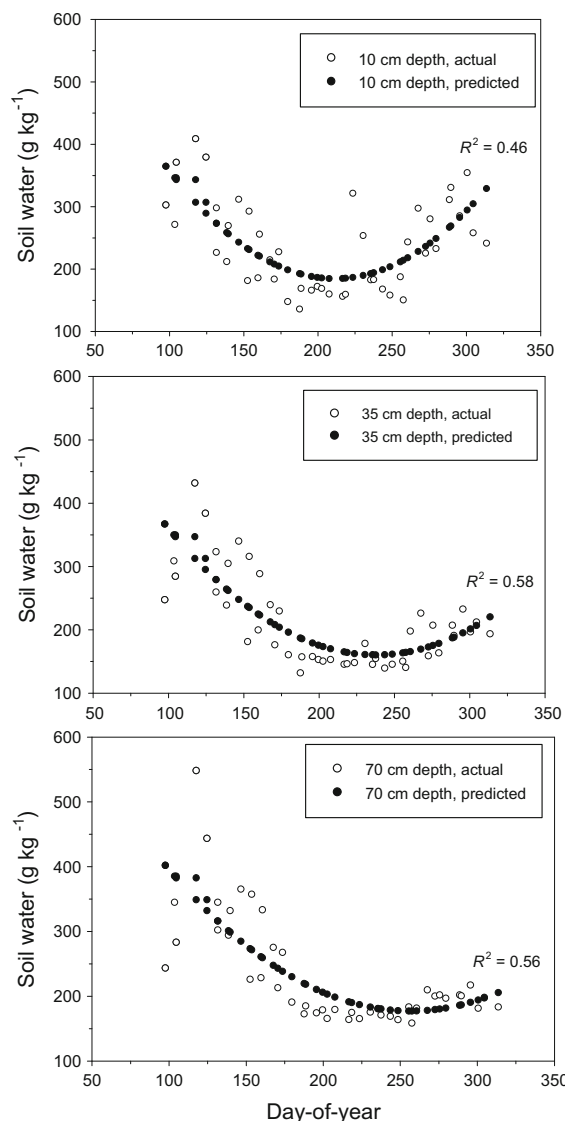 600
500
400
300
200
100
Soil water (g kg⁻¹)
10 cm depth, actual
10 cm depth, predicted
R² = 0.46
50 100 150 200 250 300 350
600
500
400
300
200
100
Soil water (g kg⁻¹)
35 cm depth, actual
35 cm depth, predicted
R² = 0.58
50 100 150 200 250 300 350
600
500
400
300
200
100
Soil water (g kg⁻¹)
70 cm depth, actual
70 cm depth, predicted
R² = 0.56
50 100 150 200 250 300 350
Day-of-year